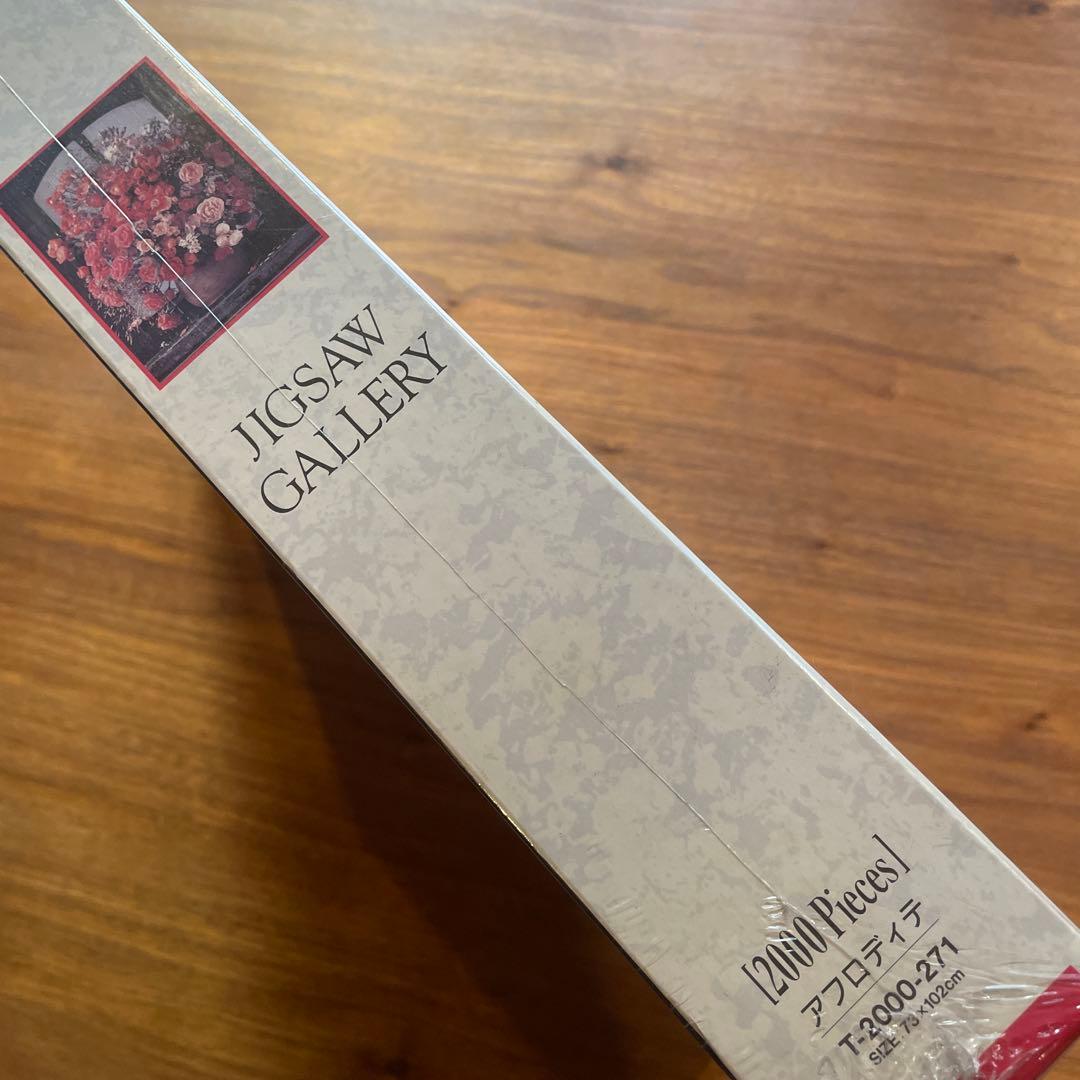 JIGSAW
GALLERY
[2000 Pieces]
アフロディテ
T-2000-271
SIZE 73×102cm